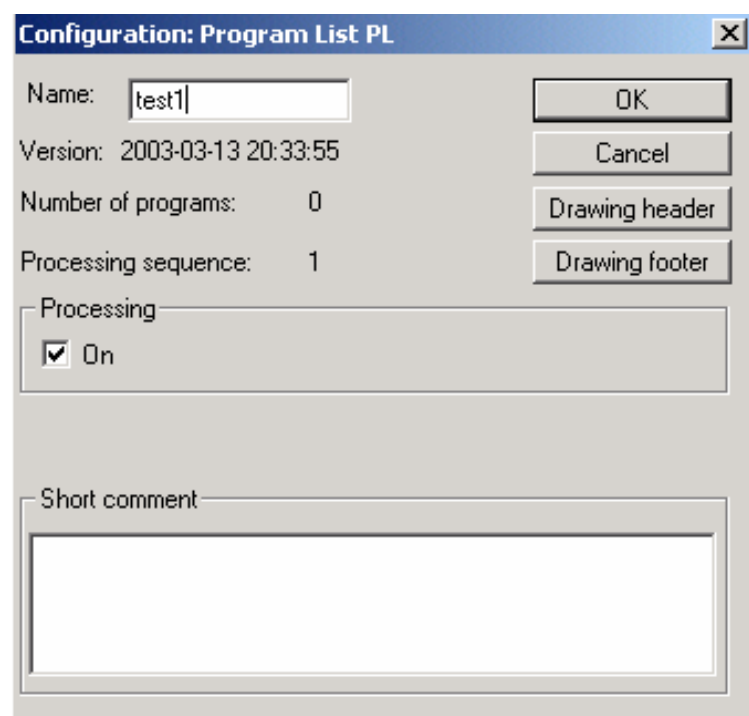 Configuration: Program List PL
Name: test1
OK
Version: 2003-03-13 20:33:55
Cancel
Number of programs: 0
Drawing header
Processing sequence: 1
Drawing footer
Processing
On
Short comment